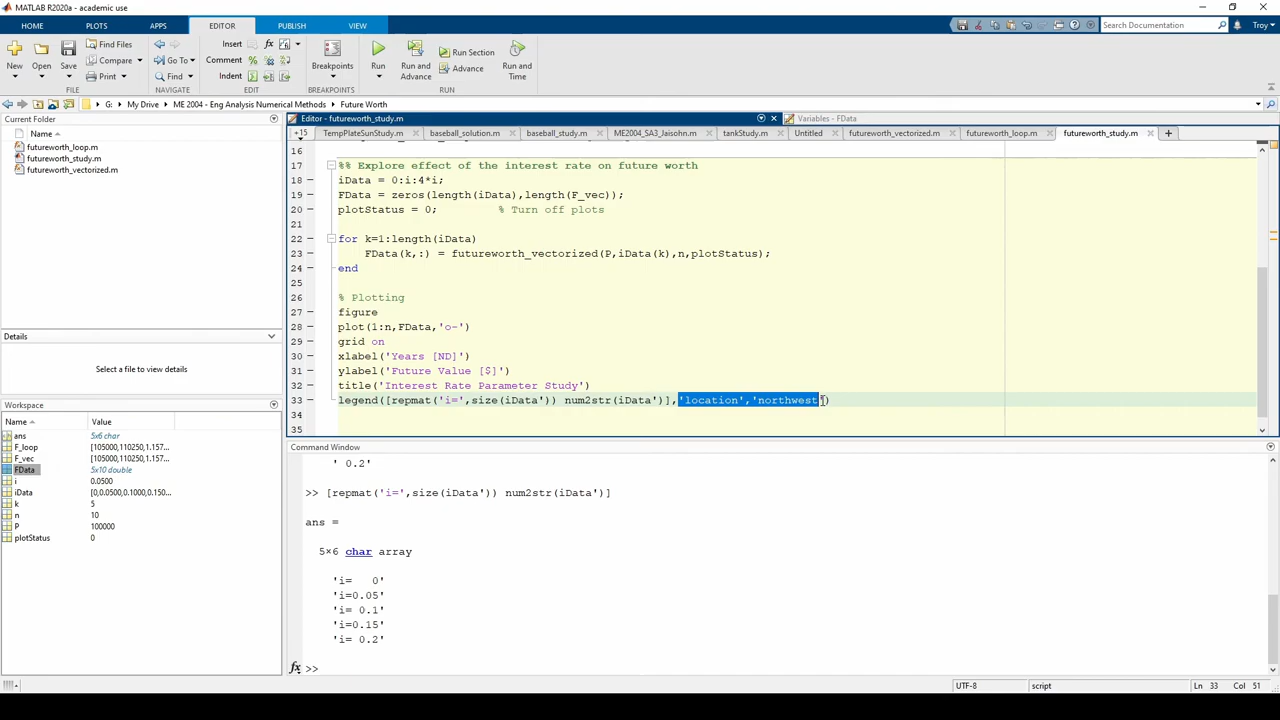 MATLAB R2020a - academic use
HOME PLOTS APPS EDITOR PUBLISH VIEW
Search Documentation Troy
New Open Save Find Files Compare Print
Go To Find
Insert fx
Comment %
Indent
Breakpoints Run Run and Advance Run Section Advance Run and Time
FILE NAVIGATE EDIT BREAKPOINTS RUN
G: My Drive ME 2004 - Eng Analysis Numerical Methods Future Worth
Current Folder
Name
futureworth_loop.m
futureworth_study.m
futureworth_vectorized.m
Details
Select a file to view details
Workspace
Name Value
ans 5x6 char
F_loop [105000,110250,1.157...
F_vec [105000,110250,1.157...
FData 5x10 double
i 0.0500
iData [0,0.0500,0.1000,0.150...
k 5
n 10
P 100000
plotStatus 0
Editor - futureworth_study.m Variables - FData
+15 TempPlateSunStudy.m baseball_solution.m baseball_study.m ME2004_SA3_Jaisohn.m tankStudy.m Untitled futureworth_vectorized.m futureworth_loop.m futureworth_study.m
16
17 %% Explore effect of the interest rate on future worth
18 iData = 0:i:4*i;
19 FData = zeros(length(iData),length(F_vec));
20 plotStatus = 0; % Turn off plots
21
22 for k=1:length(iData)
23 FData(k,:) = futureworth_vectorized(P,iData(k),n,plotStatus);
24 end
25
26 % Plotting
27 figure
28 plot(1:n,FData,'o-')
29 grid on
30 xlabel('Years [ND]')
31 ylabel('Future Value [$]')
32 title('Interest Rate Parameter Study')
33 legend([repmat('i=',size(iData')) num2str(iData')],'location','northwest')
34
35
Command Window
' 0.2'
>> [repmat('i=',size(iData')) num2str(iData')]
ans =
5×6 char array
'i=   0'
'i=0.05'
'i= 0.1'
'i=0.15'
'i= 0.2'
fx >>
UTF-8 script Ln 33 Col 51